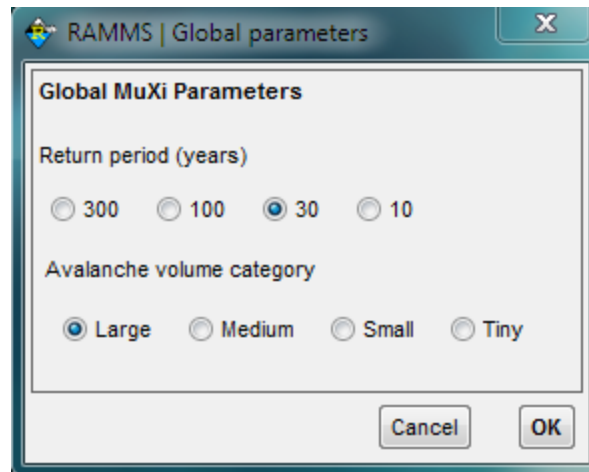 RAMMS | Global parameters
Global MuXi Parameters
Return period (years)
300 100 30 10
Avalanche volume category
Large Medium Small Tiny
Cancel OK